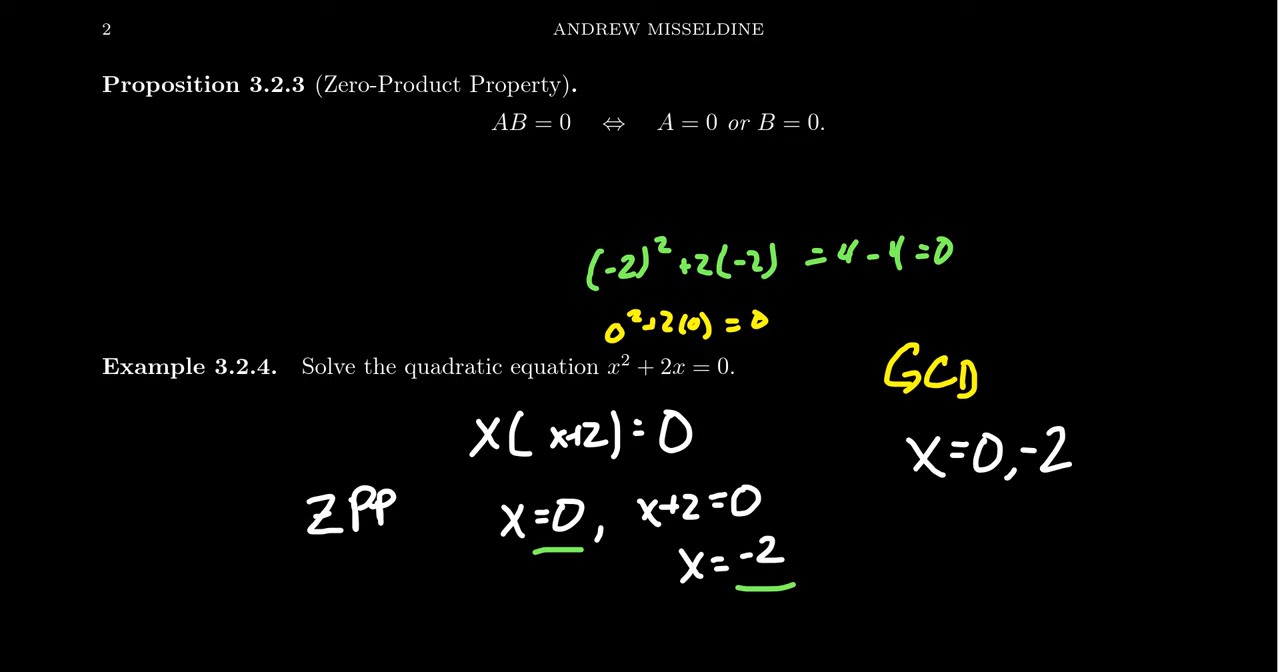 2 ANDREW MISSELDINE
Proposition 3.2.3 (Zero-Product Property).
AB = 0 ⇔ A = 0 or B = 0.
(-2)² + 2(-2) = 4 - 4 = 0
0² + 2(0) = 0
Example 3.2.4. Solve the quadratic equation x² + 2x = 0.
GCD
x( x+2) = 0
x = 0, -2
ZPP
x = 0, x+2 = 0
x = -2